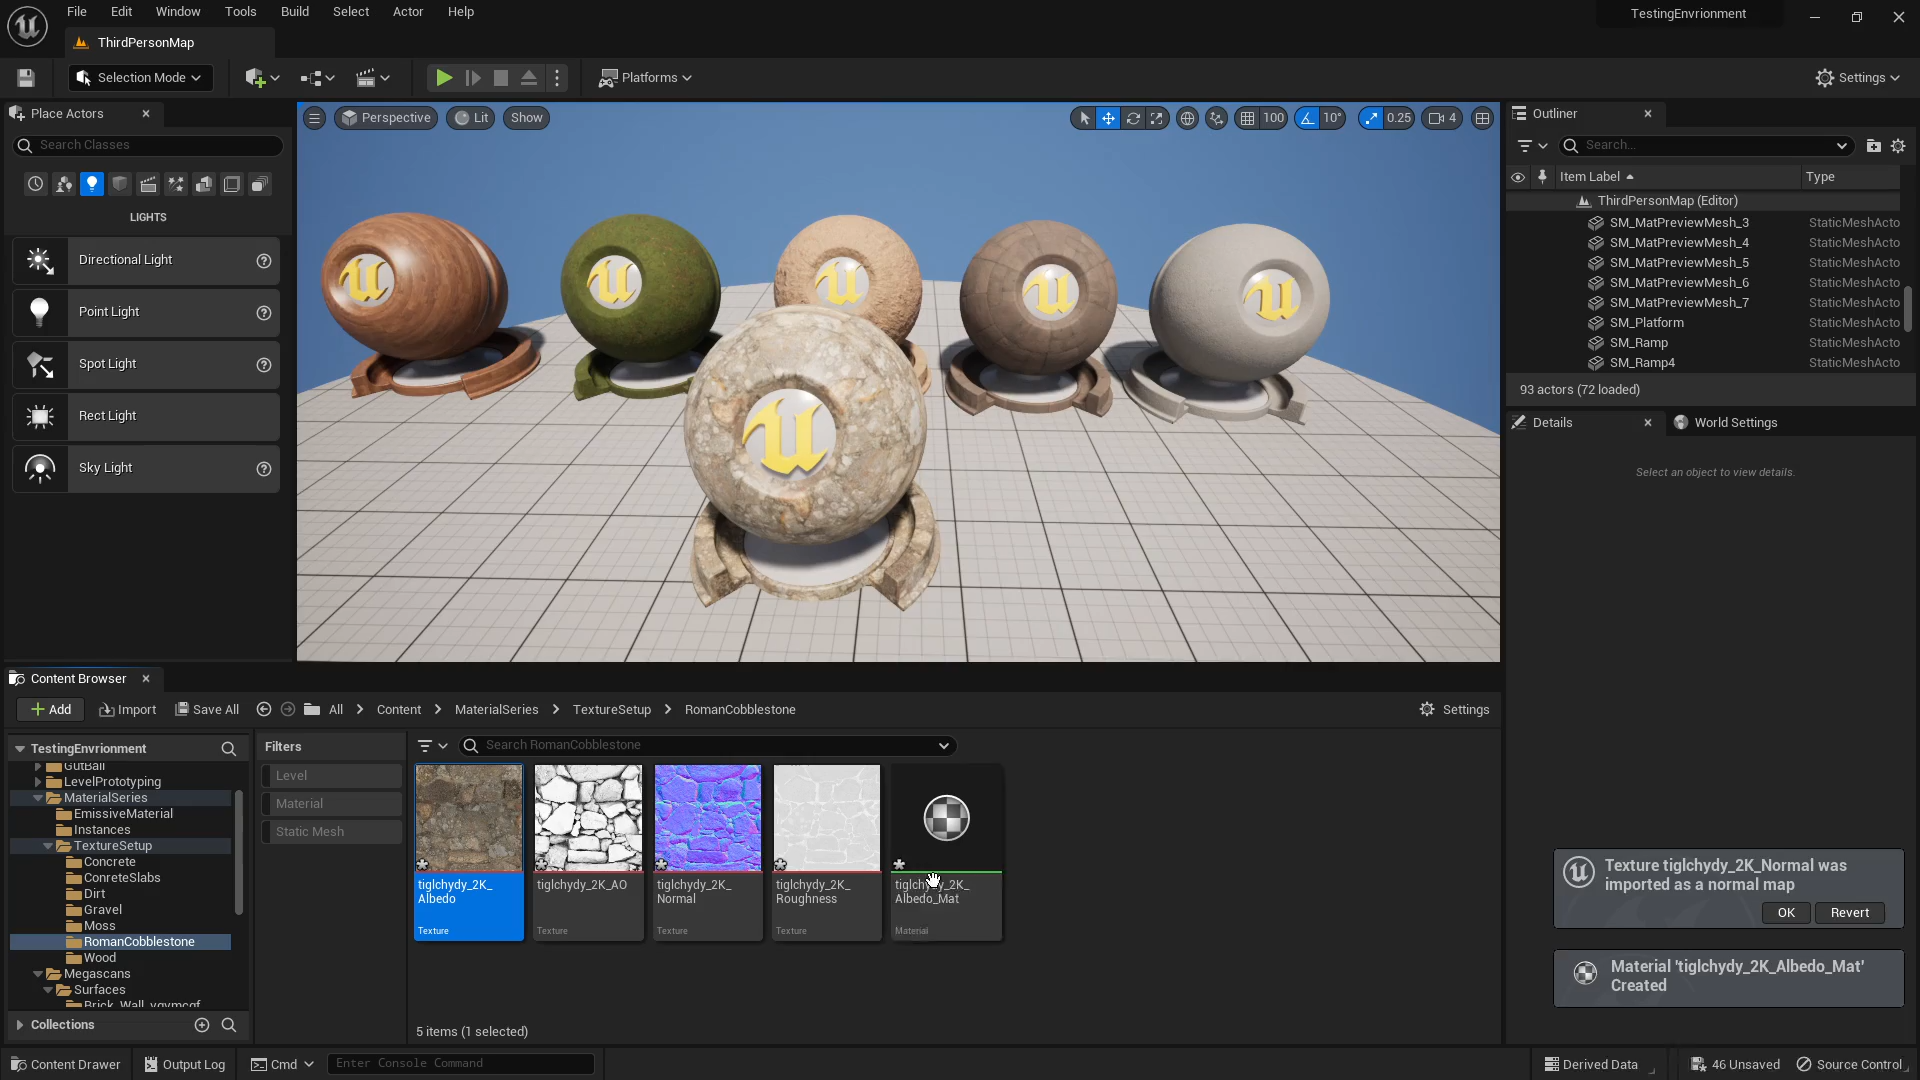 File Edit Window Tools Build Select Actor Help
TestingEnvrionment
ThirdPersonMap
Selection Mode
Platforms
Settings
Place Actors
Search Classes
LIGHTS
Directional Light
Point Light
Spot Light
Rect Light
Sky Light
Perspective Lit Show
100 10° 0.25 4
Outliner
Search...
Item Label Type
ThirdPersonMap (Editor)
SM_MatPreviewMesh_3 StaticMeshActo
SM_MatPreviewMesh_4 StaticMeshActo
SM_MatPreviewMesh_5 StaticMeshActo
SM_MatPreviewMesh_6 StaticMeshActo
SM_MatPreviewMesh_7 StaticMeshActo
SM_Platform StaticMeshActo
SM_Ramp StaticMeshActo
SM_Ramp4 StaticMeshActo
93 actors (72 loaded)
Details World Settings
Select an object to view details.
Content Browser
Add Import Save All All > Content > MaterialSeries > TextureSetup > RomanCobblestone Settings
TestingEnvrionment
GutBall
LevelPrototyping
MaterialSeries
EmissiveMaterial
Instances
TextureSetup
Concrete
ConreteSlabs
Dirt
Gravel
Moss
RomanCobblestone
Wood
Megascans
Surfaces
Collections
Filters
Level
Material
Static Mesh
Search RomanCobblestone
tiglchydy_2K_
Albedo
Texture
tiglchydy_2K_AO
Texture
tiglchydy_2K_
Normal
Texture
tiglchydy_2K_
Roughness
Texture
tiglchydy_2K_
Albedo_Mat
Material
5 items (1 selected)
Texture tiglchydy_2K_Normal was
imported as a normal map
OK Revert
Material 'tiglchydy_2K_Albedo_Mat'
Created
Content Drawer Output Log Cmd Enter Console Command Derived Data 46 Unsaved Source Control